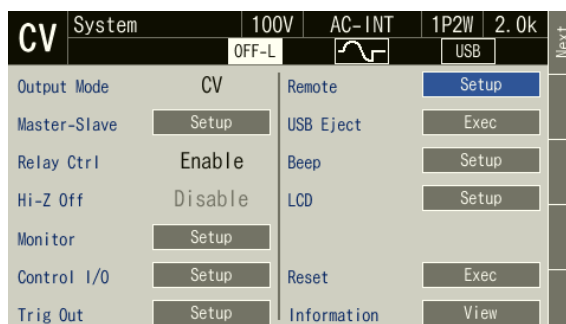 CV System 100V AC-INT 1P2W 2.0k Next
OFF-L USB
Output Mode CV Remote Setup
Master-Slave Setup USB Eject Exec
Relay Ctrl Enable Beep Setup
Hi-Z Off Disable LCD Setup
Monitor Setup
Control I/O Setup Reset Exec
Trig Out Setup Information View